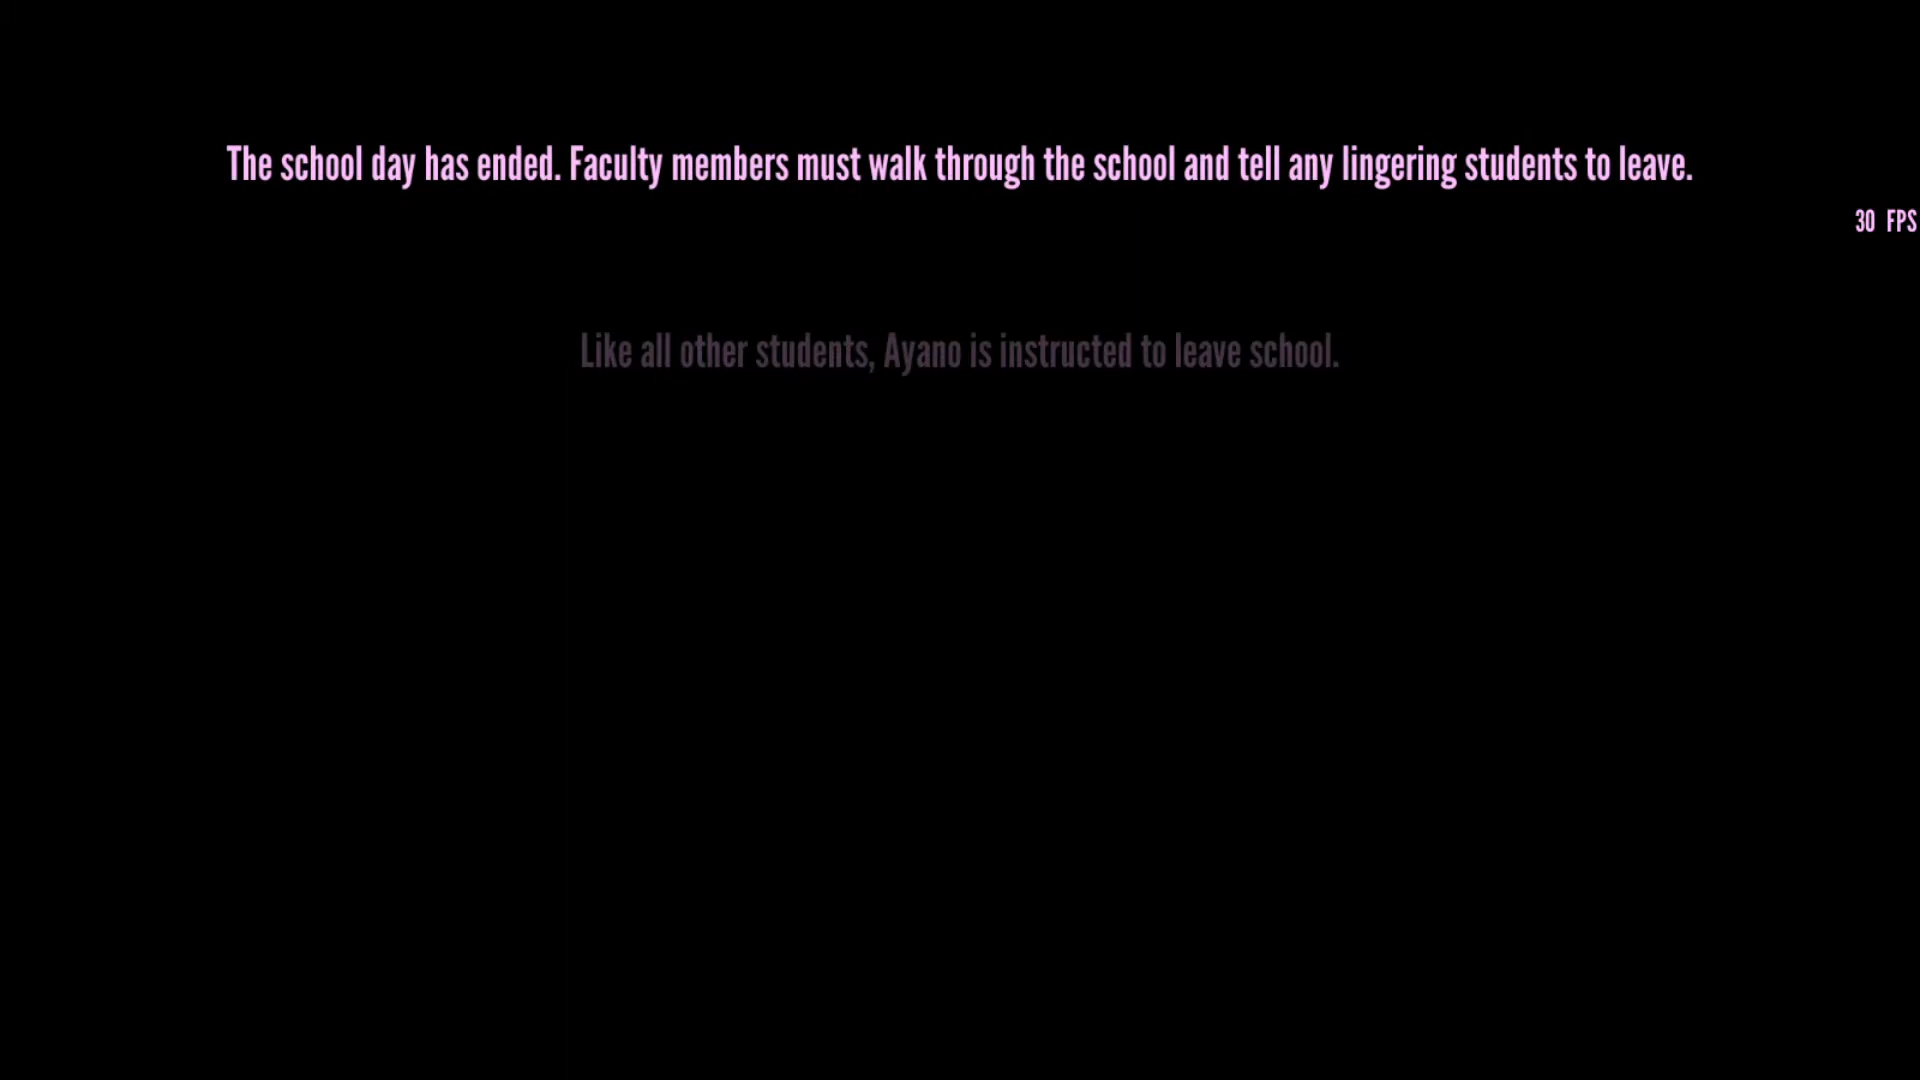 The school day has ended. Faculty members must walk through the school and tell any lingering students to leave.
30 FPS
Like all other students, Ayano is instructed to leave school.